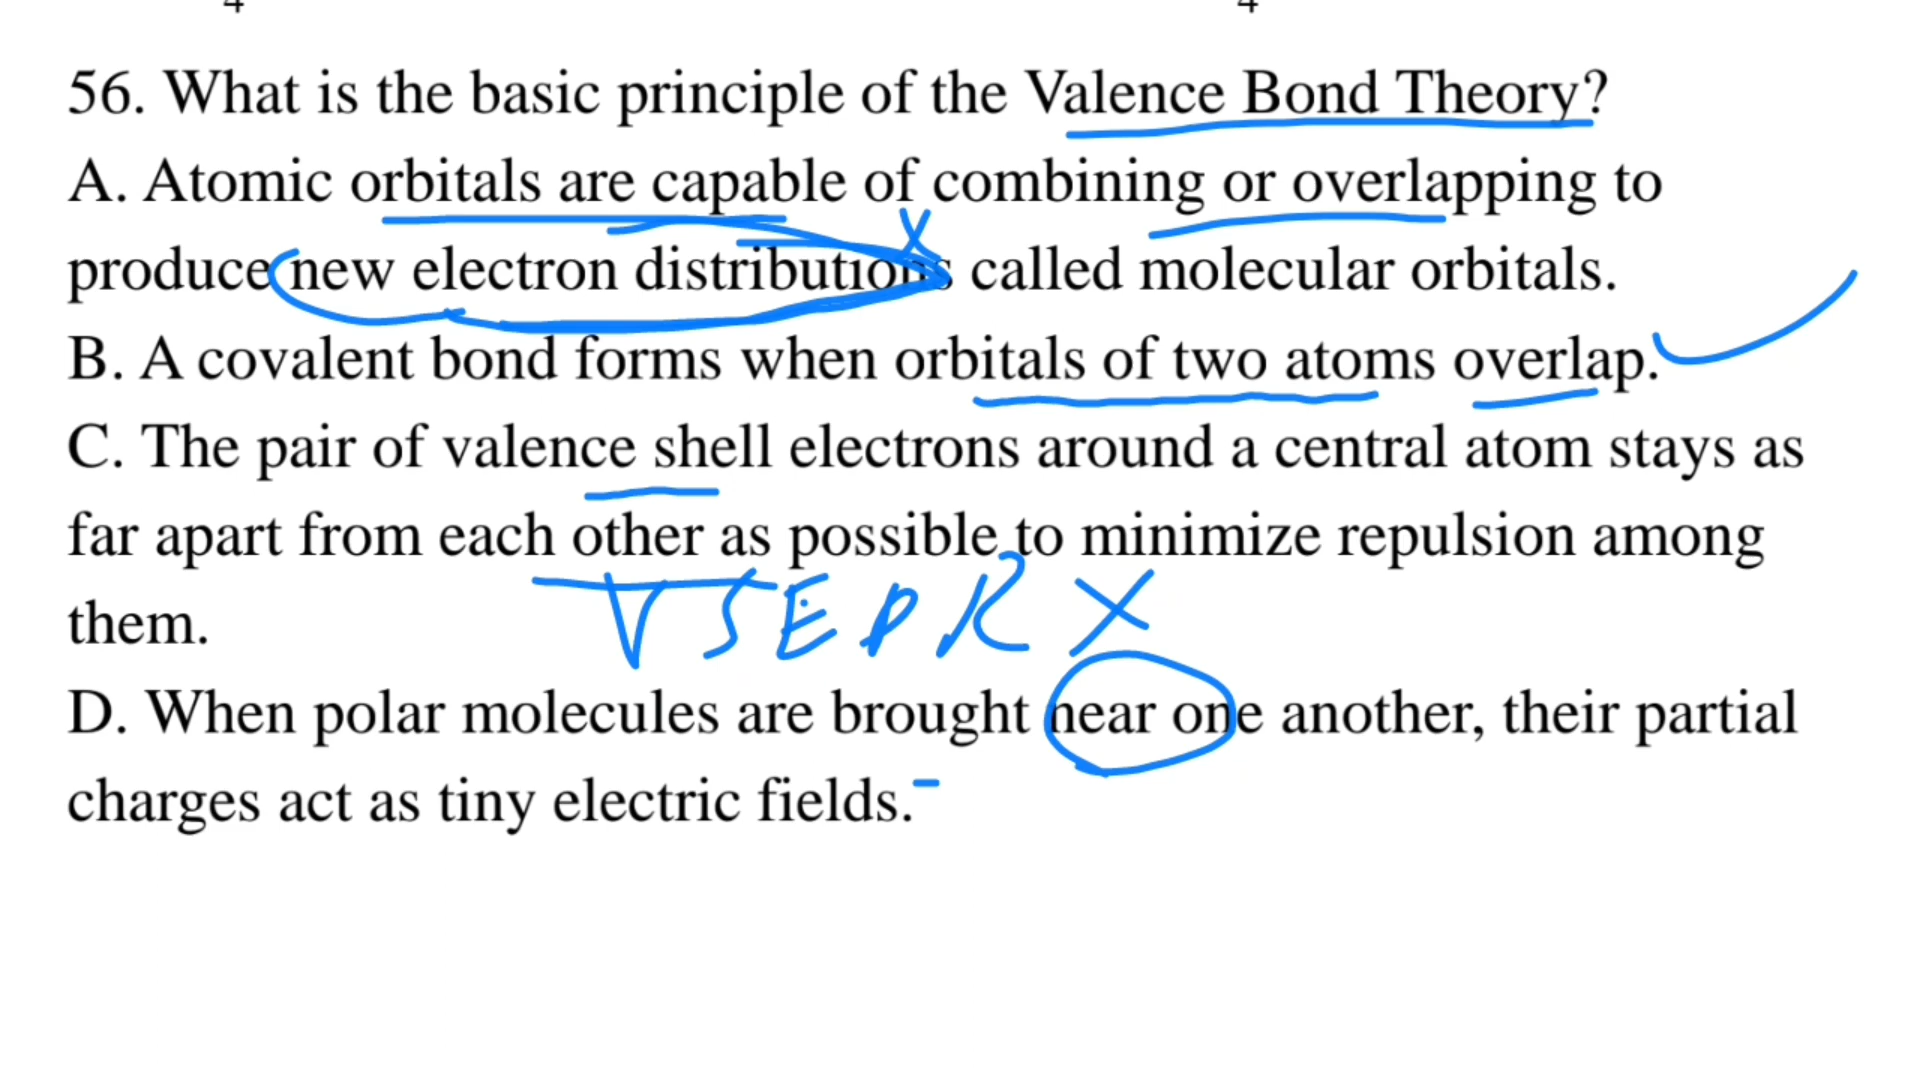 4 4
56. What is the basic principle of the Valence Bond Theory?
A. Atomic orbitals are capable of combining or overlapping to
produce new electron distributions called molecular orbitals.
B. A covalent bond forms when orbitals of two atoms overlap.
C. The pair of valence shell electrons around a central atom stays as
far apart from each other as possible to minimize repulsion among
them. VSEPR X
D. When polar molecules are brought near one another, their partial
charges act as tiny electric fields.